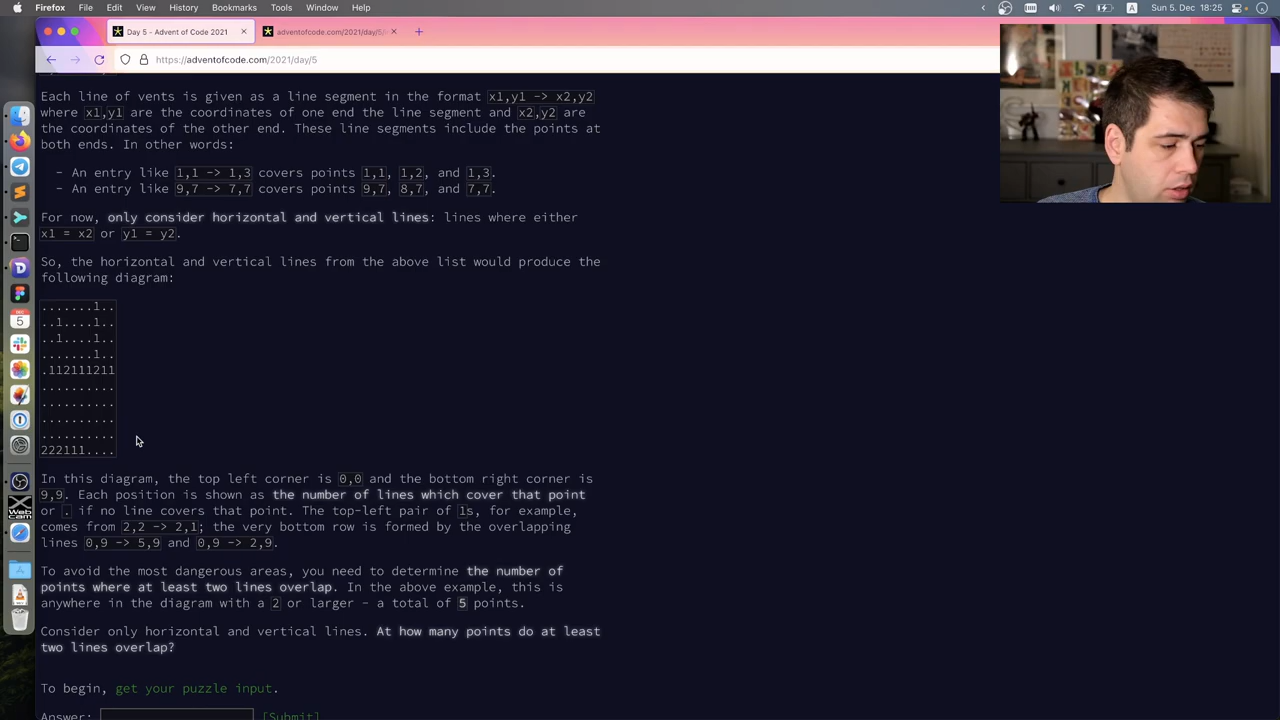 Firefox File Edit View History Bookmarks Tools Window Help
A Sun 5. Dec 18:25
Day 5 - Advent of Code 2021
adventofcode.com/2021/day/5/
https://adventofcode.com/2021/day/5
Each line of vents is given as a line segment in the format x1,y1 -> x2,y2
where x1,y1 are the coordinates of one end the line segment and x2,y2 are
the coordinates of the other end. These line segments include the points at
both ends. In other words:
- An entry like 1,1 -> 1,3 covers points 1,1, 1,2, and 1,3.
- An entry like 9,7 -> 7,7 covers points 9,7, 8,7, and 7,7.
For now, only consider horizontal and vertical lines: lines where either
x1 = x2 or y1 = y2.
So, the horizontal and vertical lines from the above list would produce the
following diagram:
.......1..
..1....1..
..1....1..
.......1..
.112111211
..........
..........
..........
..........
222111....
In this diagram, the top left corner is 0,0 and the bottom right corner is
9,9. Each position is shown as the number of lines which cover that point
or . if no line covers that point. The top-left pair of 1s, for example,
comes from 2,2 -> 2,1; the very bottom row is formed by the overlapping
lines 0,9 -> 5,9 and 0,9 -> 2,9.
To avoid the most dangerous areas, you need to determine the number of
points where at least two lines overlap. In the above example, this is
anywhere in the diagram with a 2 or larger - a total of 5 points.
Consider only horizontal and vertical lines. At how many points do at least
two lines overlap?
To begin, get your puzzle input.
Answer: [Submit]
DEC
5
Web
cam